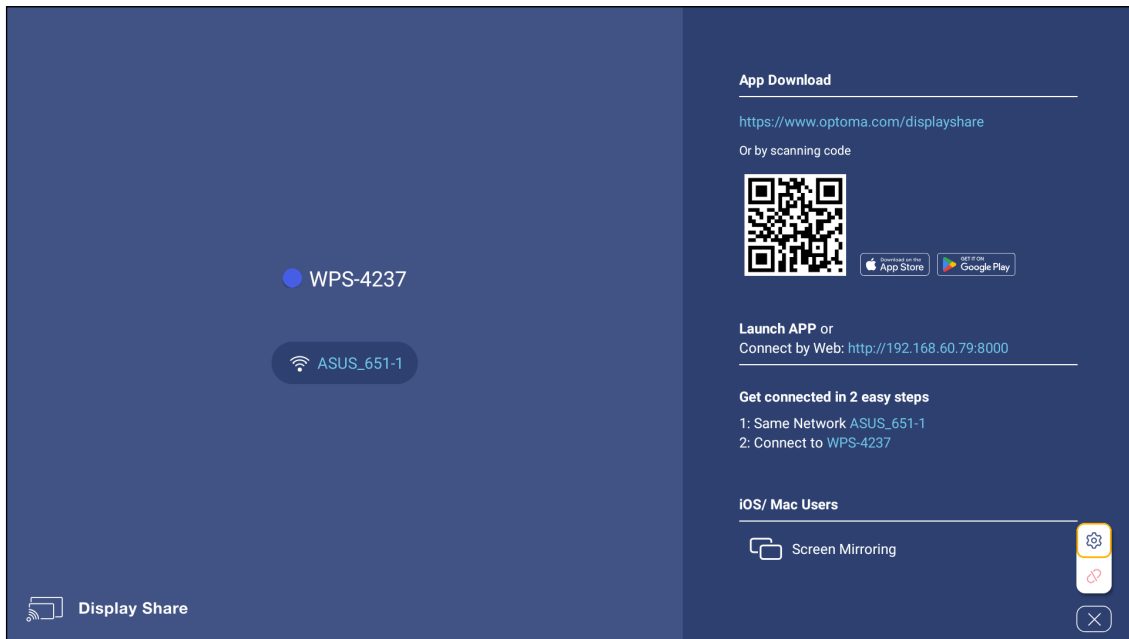 App Download
https://www.optoma.com/displayshare
Or by scanning code
Download on the
App Store
GET IT ON
Google Play
WPS-4237
ASUS_651-1
Launch APP or
Connect by Web: http://192.168.60.79:8000
Get connected in 2 easy steps
1: Same Network ASUS_651-1
2: Connect to WPS-4237
iOS/ Mac Users
Screen Mirroring
Display Share